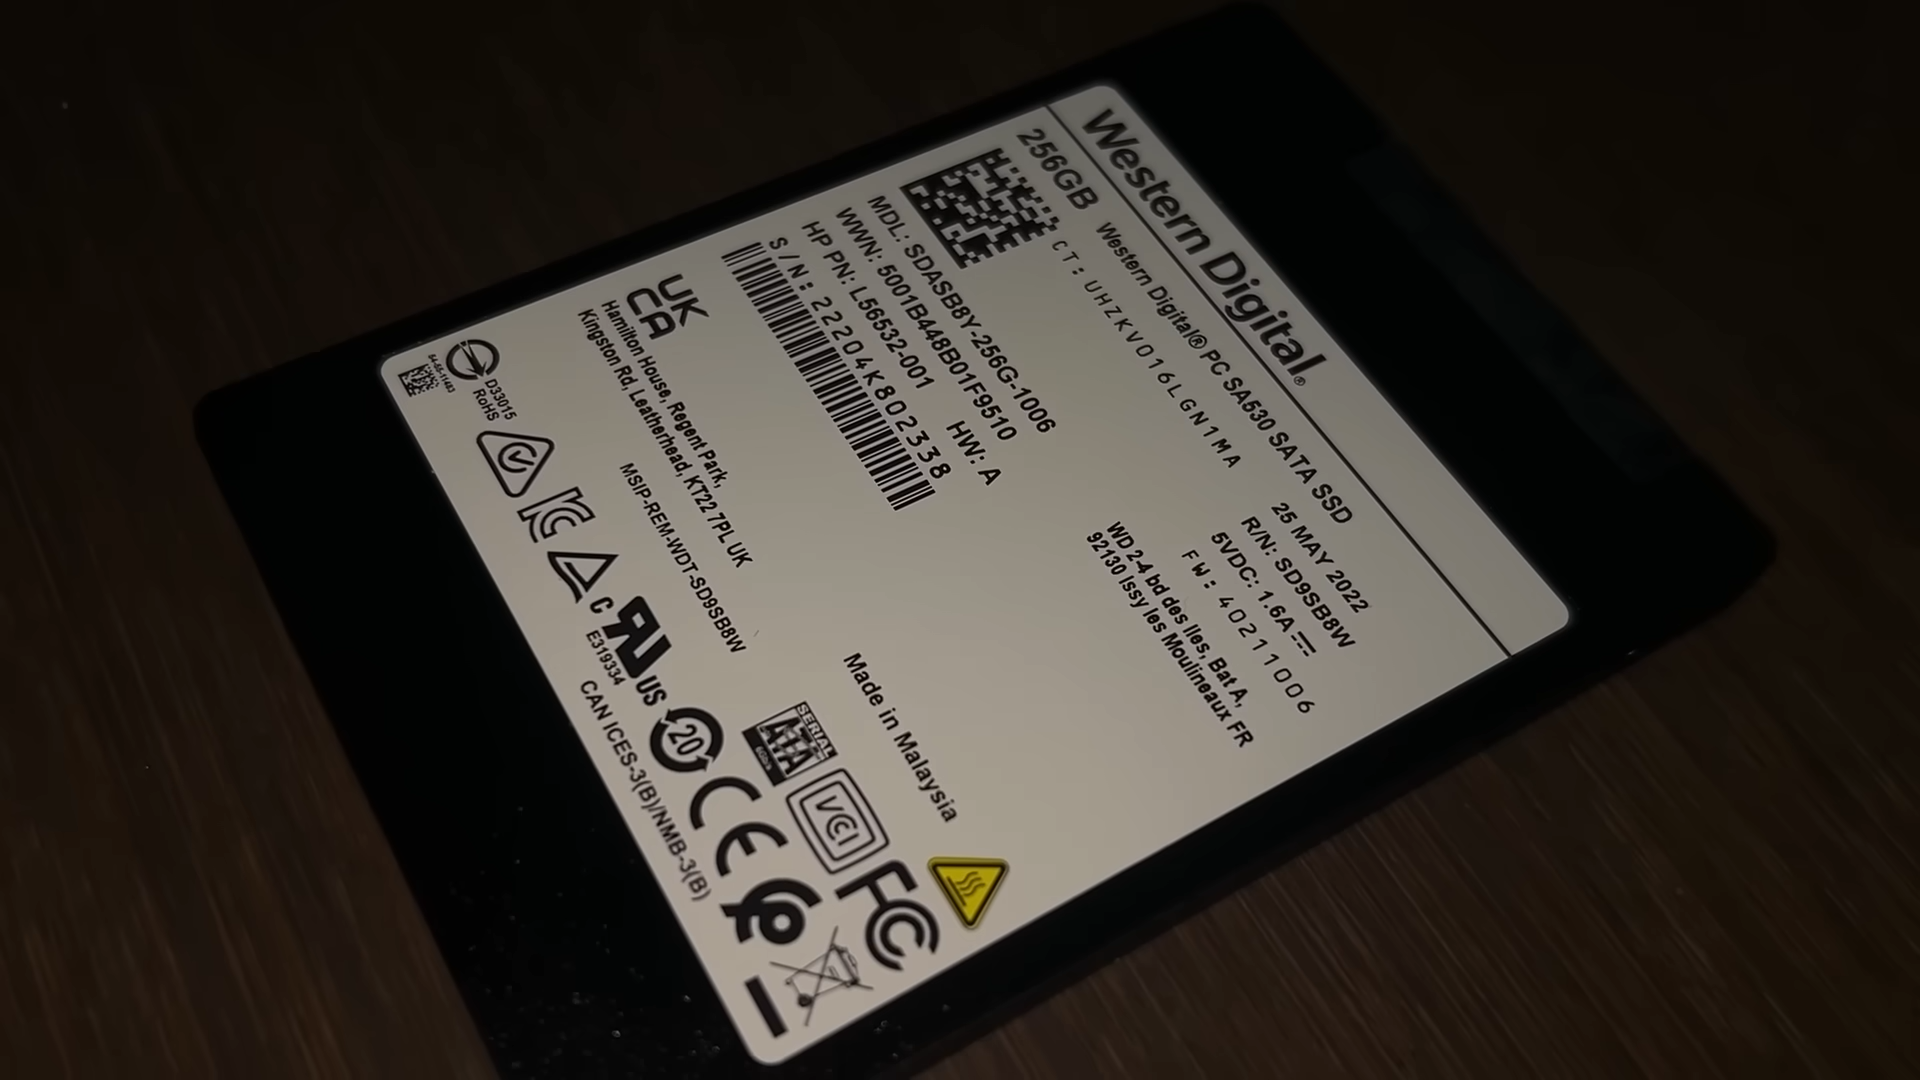 Western Digital®
256GB
Western Digital® PC SA530 SATA SSD
CT: UHZKV016LGN1MA
25 MAY 2022
R/N: SD9SB8W
5VDC: 1.6A
FW: 40211006
MDL: SDASB8Y-256G-1006
WWN: 5001B448B01F9510
HP PN: L56532-001 HW: A
S/N: 22204K802338
WD 2-4 bd des Iles, Bat A,
92130 Issy les Moulineaux FR
UK
CA
Hamilton House, Regent Park,
Kingston Rd, Leatherhead, KT22 7PL UK
MSIP-REM-WDT-SD9SB8W
Made in Malaysia
SERIAL
ATA
VCI
FC
D33015
RoHS
C
US
E319334
20
CE
CAN ICES-3(B)/NMB-3(B)